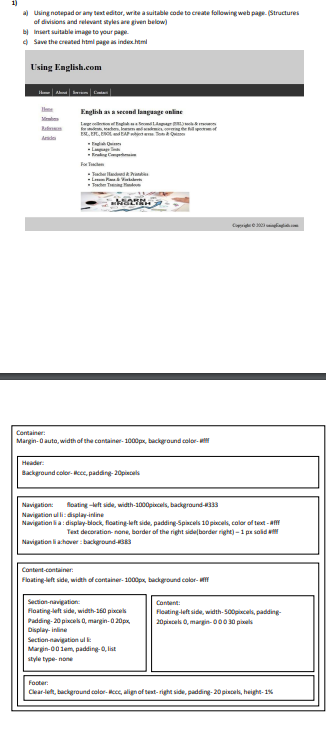 1)
a) Using notepad or any text editor, write a suitable code to create following web page. (Structures
of divisions and relevant styles are given below)
b) Insert suitable image to your page.
c) Save the created html page as index.html
Using English.com
Home About Services Contact
Home
Members
References
Articles
English as a second language online
Large collection of English as a Second Language (ESL) tools & resources
for students, teachers, learners and academics, covering the full spectrum of
ESL, EFL, ESOL and EAP subject areas. Tests & Quizzes
• English Quizzes
• Language Tests
• Reading Comprehension
For Teachers
• Teacher Handouts & Printables
• Lesson Plans & Worksheets
• Teacher Training Handouts
LEARN
ENGLISH
Copyright © 2023 usingEnglish.com
Container:
Margin- 0 auto, width of the container- 1000px, background color- #fff
Header:
Background color- #ccc, padding- 20pixcels
Navigation: floating –left side, width-1000pixcels, background-#333
Navigation ul li : display-inline
Navigation li a : display-block, floating-left side, padding-5pixcels 10 pixcels, color of text - #fff
Text decoration- none, border of the right side(border right) – 1 px solid #fff
Navigation li a:hover : background-#383
Content-container:
Floating-left side, width of container- 1000px, background color- #fff
Section-navigation:
Floating-left side, width-160 pixcels
Padding- 20 pixcels 0, margin- 0 20px,
Display- inline
Section-navigation ul li:
Margin- 0 0 1em, padding- 0, list
style type- none
Content:
Floating-left side, width- 500pixcels, padding-
20pixcels 0, margin- 0 0 0 30 pixels
Footer:
Clear-left, background color- #ccc, align of text- right side, padding- 20 pixcels, height- 1%